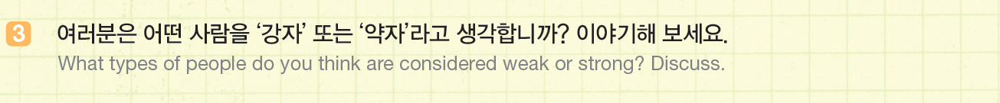 3 여러분은 어떤 사람을 ‘강자’ 또는 ‘약자’라고 생각합니까? 이야기해 보세요.
What types of people do you think are considered weak or strong? Discuss.